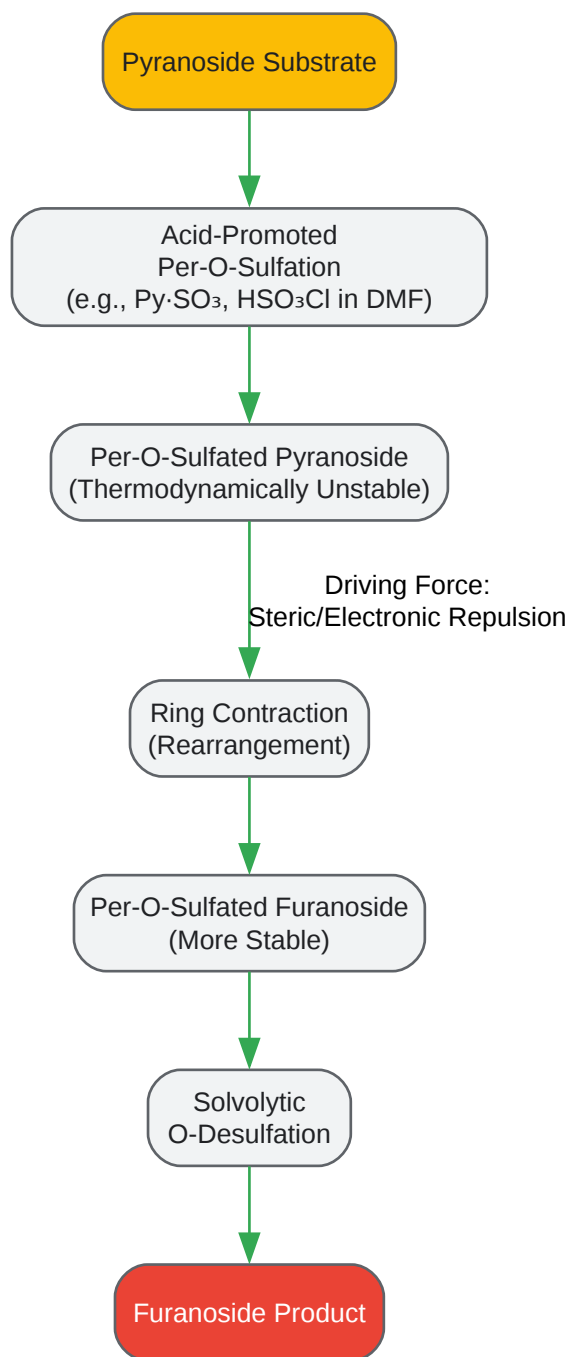 Pyranoside Substrate
Acid-Promoted
Per-O-Sulfation
(e.g., Py·SO₃, HSO₃Cl in DMF)
Per-O-Sulfated Pyranoside
(Thermodynamically Unstable)
Driving Force:
Steric/Electronic Repulsion
Ring Contraction
(Rearrangement)
Per-O-Sulfated Furanoside
(More Stable)
Solvolytic
O-Desulfation
Furanoside Product